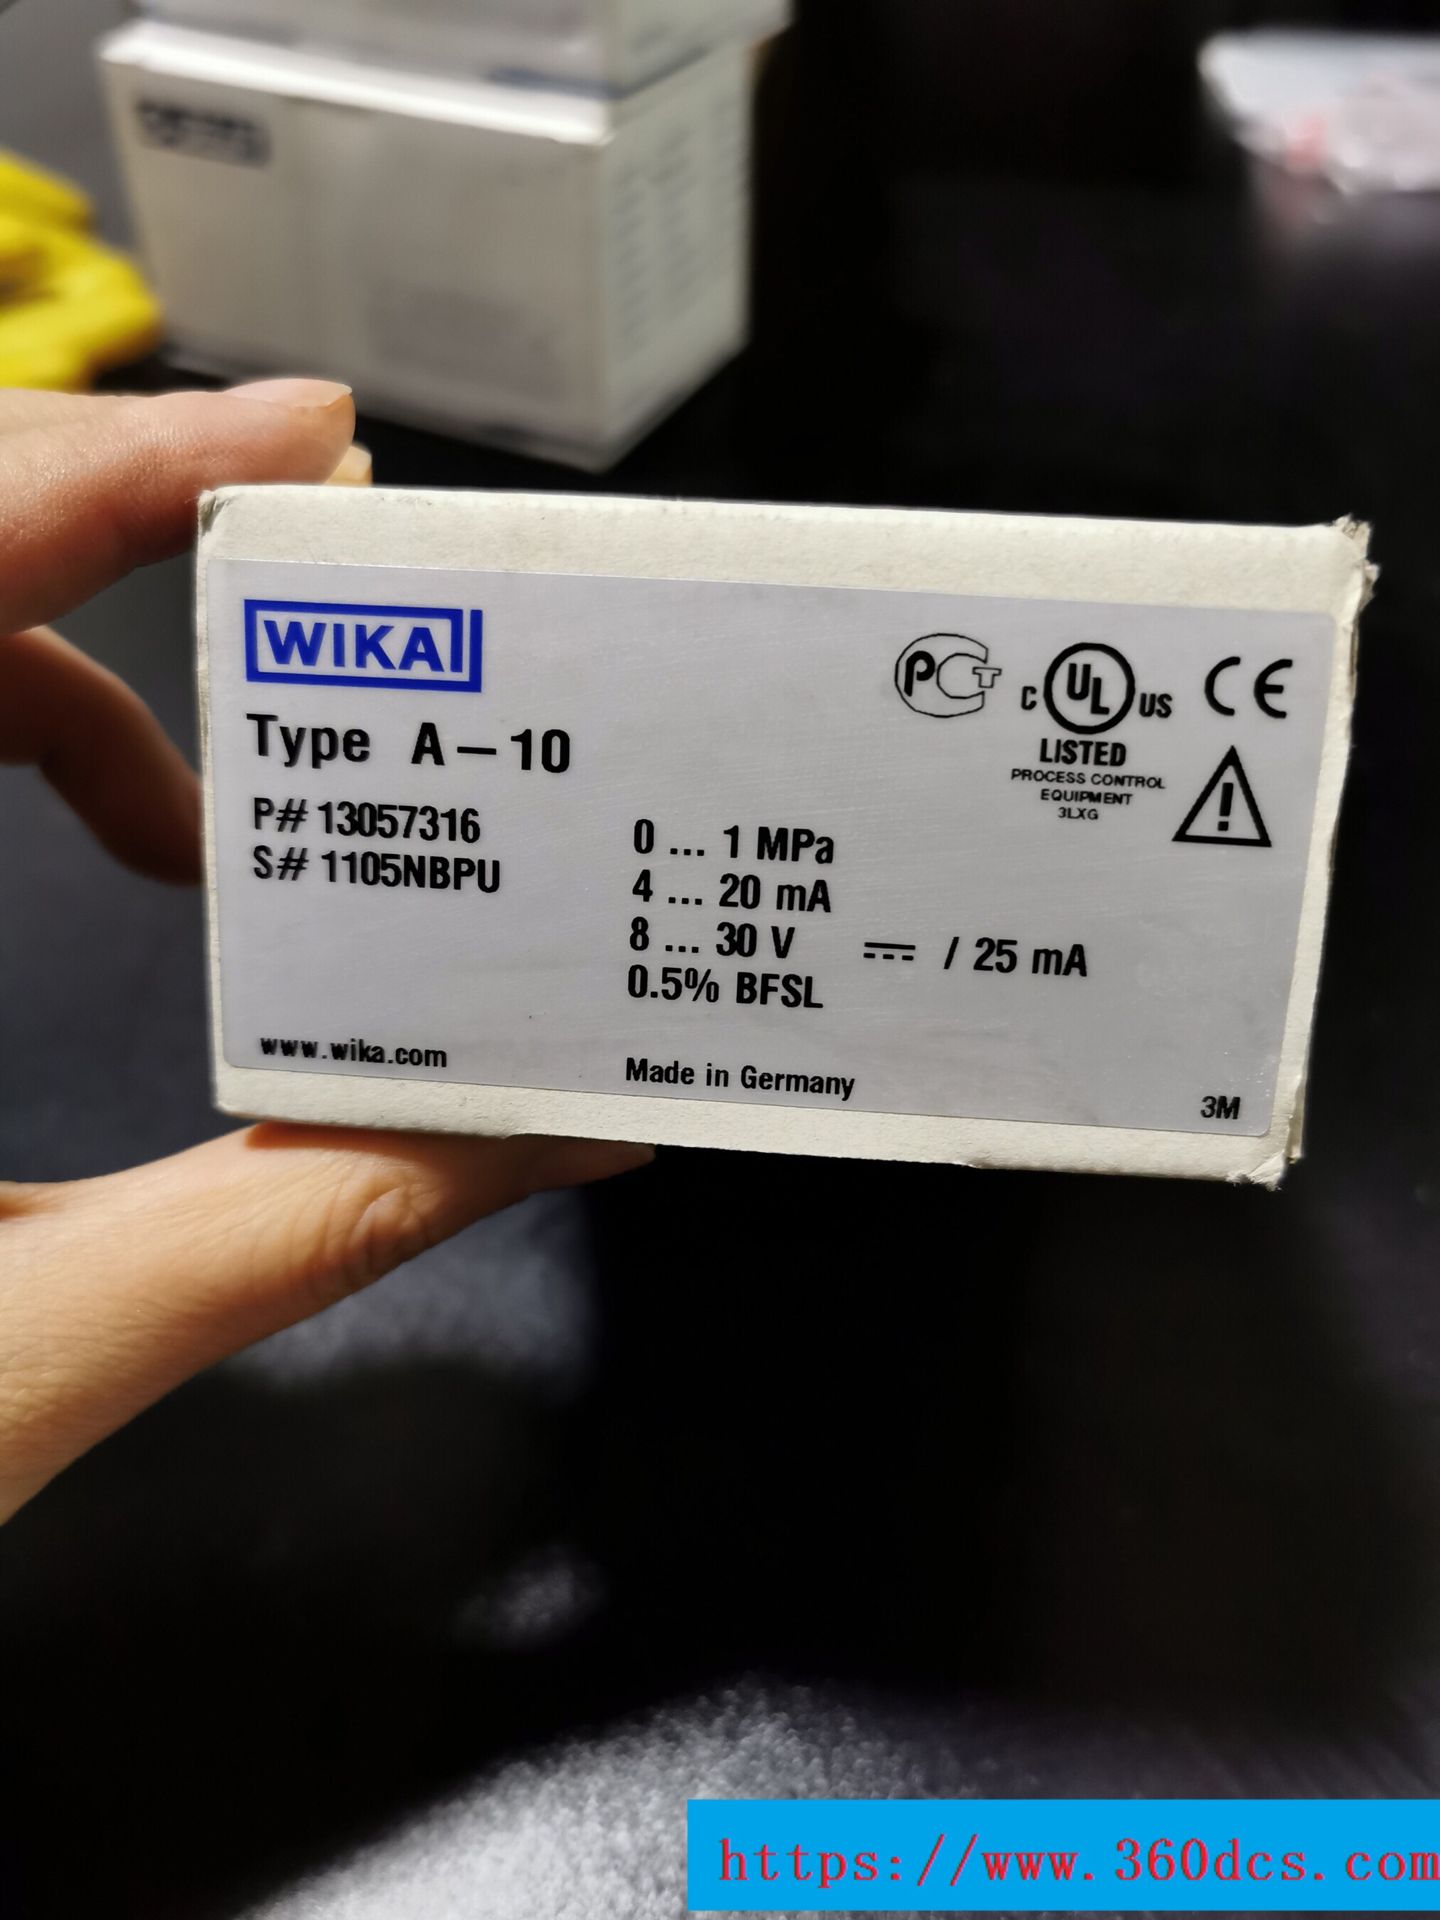 WIKA
Type A-10
P# 13057316
S# 1105NBPU
www.wika.com
0 ... 1 MPa
4 ... 20 mA
8 ... 30 V / 25 mA
0.5% BFSL
Made in Germany
PCT
C UL US
LISTED
PROCESS CONTROL
EQUIPMENT
3LXG
CE
!
3M
https://www.360dcs.com